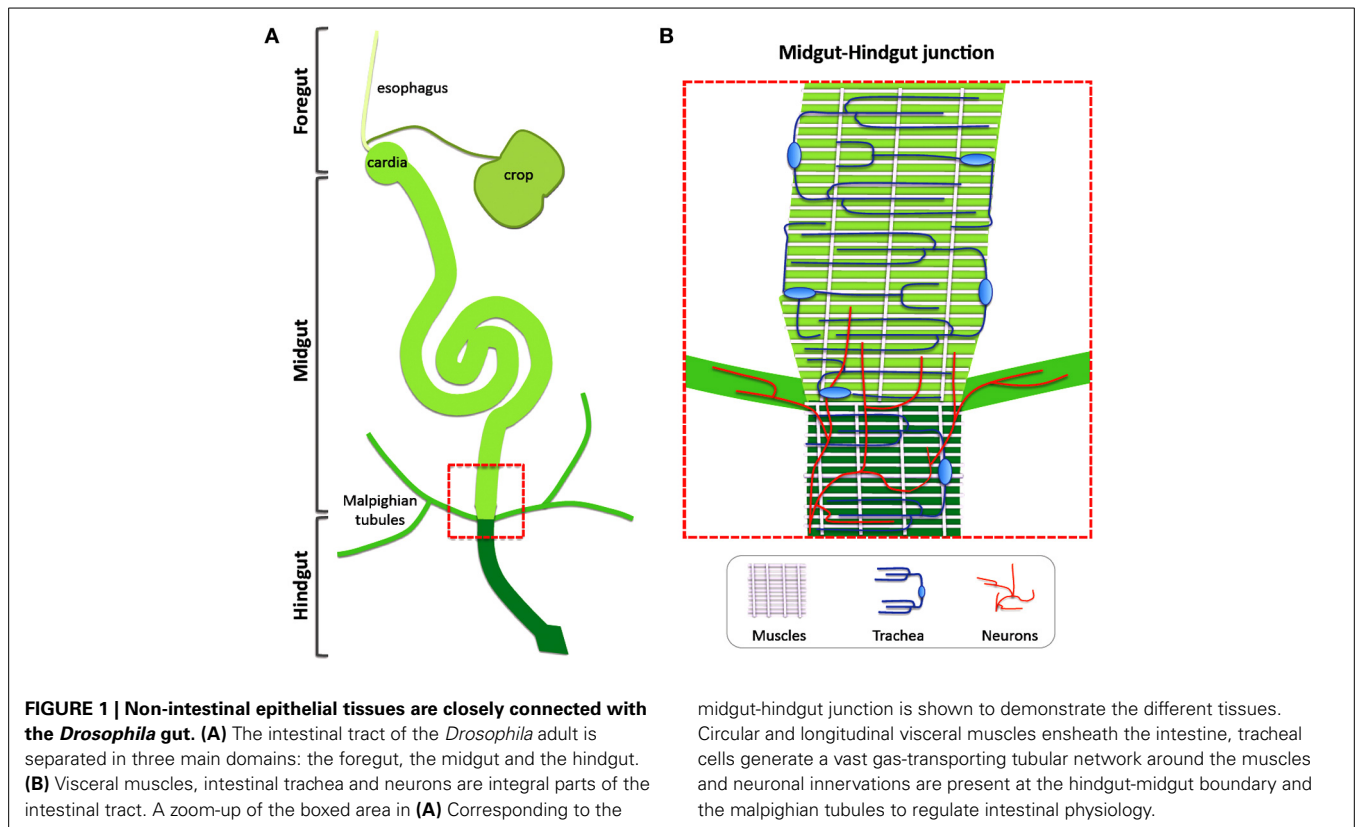 A
Foregut
esophagus
cardia
crop
Midgut
Malpighian
tubules
Hindgut
B
Midgut-Hindgut junction
Muscles
Trachea
Neurons
FIGURE 1 | Non-intestinal epithelial tissues are closely connected with
the Drosophila gut. (A) The intestinal tract of the Drosophila adult is
separated in three main domains: the foregut, the midgut and the hindgut.
(B) Visceral muscles, intestinal trachea and neurons are integral parts of the
intestinal tract. A zoom-up of the boxed area in (A) Corresponding to the
midgut-hindgut junction is shown to demonstrate the different tissues.
Circular and longitudinal visceral muscles ensheath the intestine, tracheal
cells generate a vast gas-transporting tubular network around the muscles
and neuronal innervations are present at the hindgut-midgut boundary and
the malpighian tubules to regulate intestinal physiology.